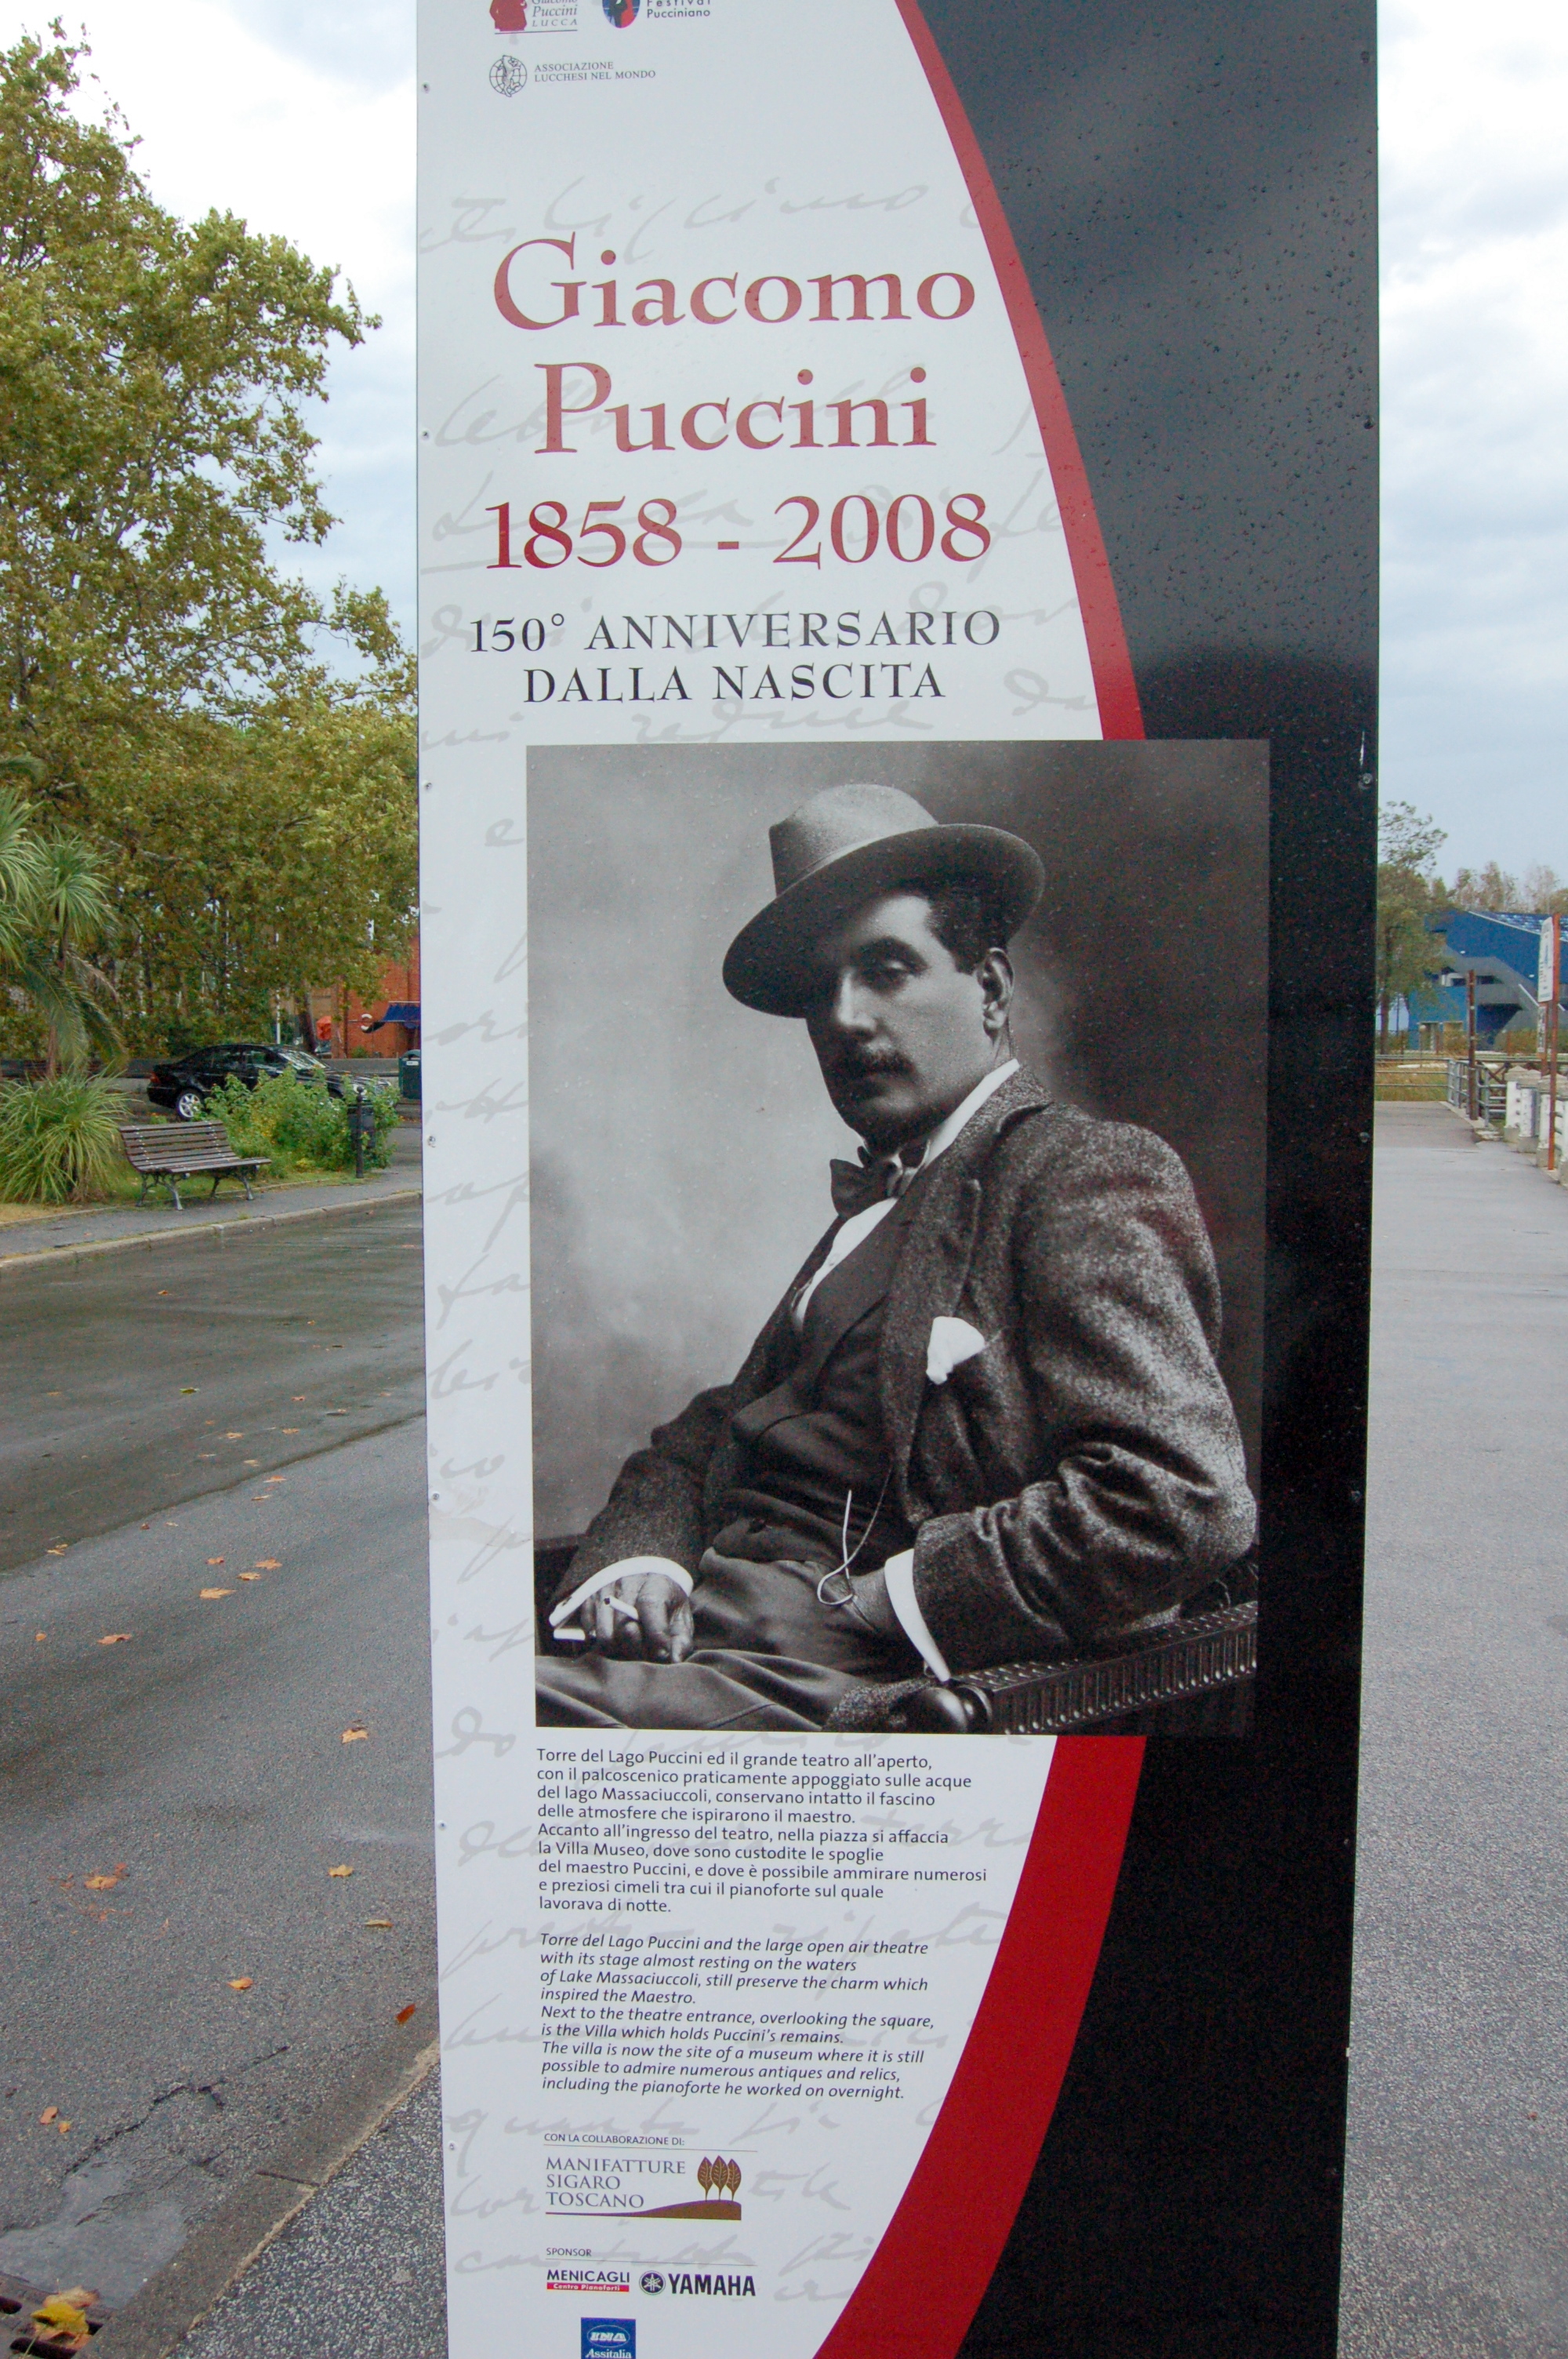 Giacomo
Puccini
LUCCA
Festival
Pucciniano
ASSOCIAZIONE
LUCCHESI NEL MONDO
Giacomo
Puccini
1858 - 2008
150° ANNIVERSARIO
DALLA NASCITA
Torre del Lago Puccini ed il grande teatro all'aperto,
con il palcoscenico praticamente appoggiato sulle acque
del lago Massaciuccoli, conservano intatto il fascino
delle atmosfere che ispirarono il maestro.
Accanto all'ingresso del teatro, nella piazza si affaccia
la Villa Museo, dove sono custodite le spoglie
del maestro Puccini, e dove è possibile ammirare numerosi
e preziosi cimeli tra cui il pianoforte sul quale
lavorava di notte.
Torre del Lago Puccini and the large open air theatre
with its stage almost resting on the waters
of Lake Massaciuccoli, still preserve the charm which
inspired the Maestro.
Next to the theatre entrance, overlooking the square,
is the Villa which holds Puccini's remains.
The villa is now the site of a museum where it is still
possible to admire numerous antiques and relics,
including the pianoforte he worked on overnight.
CON LA COLLABORAZIONE DI:
MANIFATTURE
SIGARO
TOSCANO
SPONSOR
MENICAGLI
Centro Pianoforti
YAMAHA
INA
Assitalia